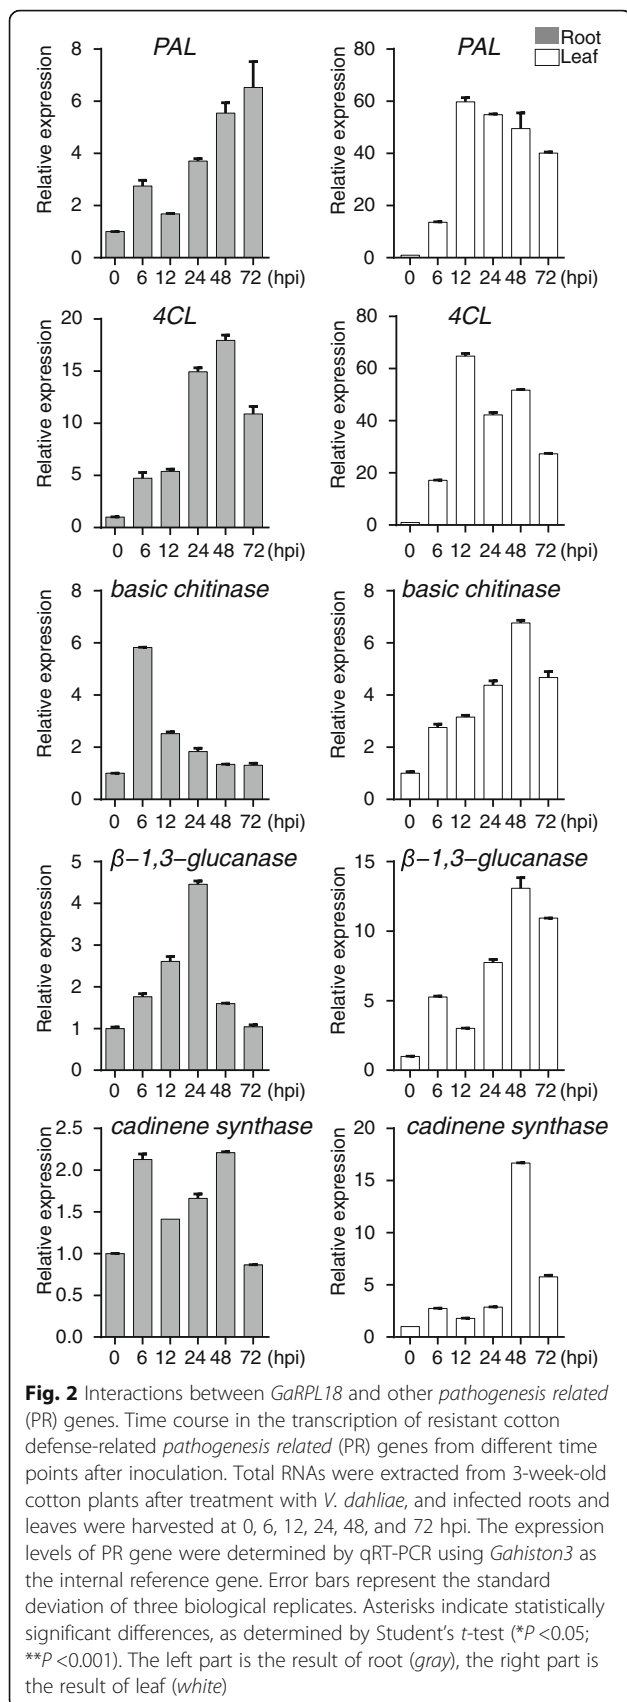 PAL
PAL
Root
Leaf
Relative expression
8
6
4
2
0
0 6 12 24 48 72 (hpi)
Relative expression
80
60
40
20
0
0 6 12 24 48 72 (hpi)
4CL
Relative expression
20
15
10
5
0
0 6 12 24 48 72 (hpi)
4CL
Relative expression
80
60
40
20
0
0 6 12 24 48 72 (hpi)
basic chitinase
Relative expression
8
6
4
2
0
0 6 12 24 48 72 (hpi)
basic chitinase
Relative expression
8
6
4
2
0
0 6 12 24 48 72 (hpi)
β−1,3−glucanase
Relative expression
5
4
3
2
1
0
0 6 12 24 48 72 (hpi)
β−1,3−glucanase
Relative expression
15
10
5
0
0 6 12 24 48 72 (hpi)
cadinene synthase
Relative expression
2.5
2.0
1.5
1.0
0.5
0.0
0 6 12 24 48 72 (hpi)
cadinene synthase
Relative expression
20
15
10
5
0
0 6 12 24 48 72 (hpi)
Fig. 2 Interactions between GaRPL18 and other pathogenesis related
(PR) genes. Time course in the transcription of resistant cotton
defense-related pathogenesis related (PR) genes from different time
points after inoculation. Total RNAs were extracted from 3-week-old
cotton plants after treatment with V. dahliae, and infected roots and
leaves were harvested at 0, 6, 12, 24, 48, and 72 hpi. The expression
levels of PR gene were determined by qRT-PCR using Gahiston3 as
the internal reference gene. Error bars represent the standard
deviation of three biological replicates. Asterisks indicate statistically
significant differences, as determined by Student's t-test (*P <0.05;
**P <0.001). The left part is the result of root (gray), the right part is
the result of leaf (white)